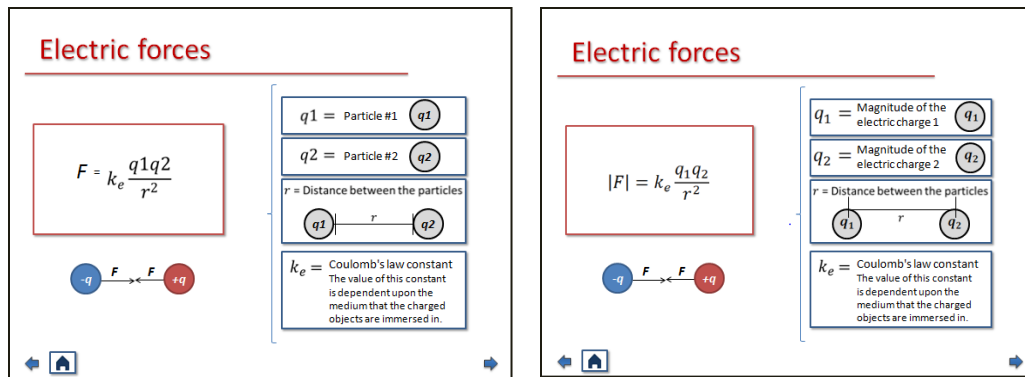 Electric forces
F = k_e q1q2 / r^2
-q F F +q
q1 = Particle #1 q1
q2 = Particle #2 q2
r = Distance between the particles
q1 r q2
k_e = Coulomb's law constant
The value of this constant
is dependent upon the
medium that the charged
objects are immersed in.
Electric forces
|F| = k_e q_1q_2 / r^2
-q F F +q
q_1 = Magnitude of the
electric charge 1 q_1
q_2 = Magnitude of the
electric charge 2 q_2
r = Distance between the particles
q_1 r q_2
k_e = Coulomb's law constant
The value of this constant
is dependent upon the
medium that the charged
objects are immersed in.